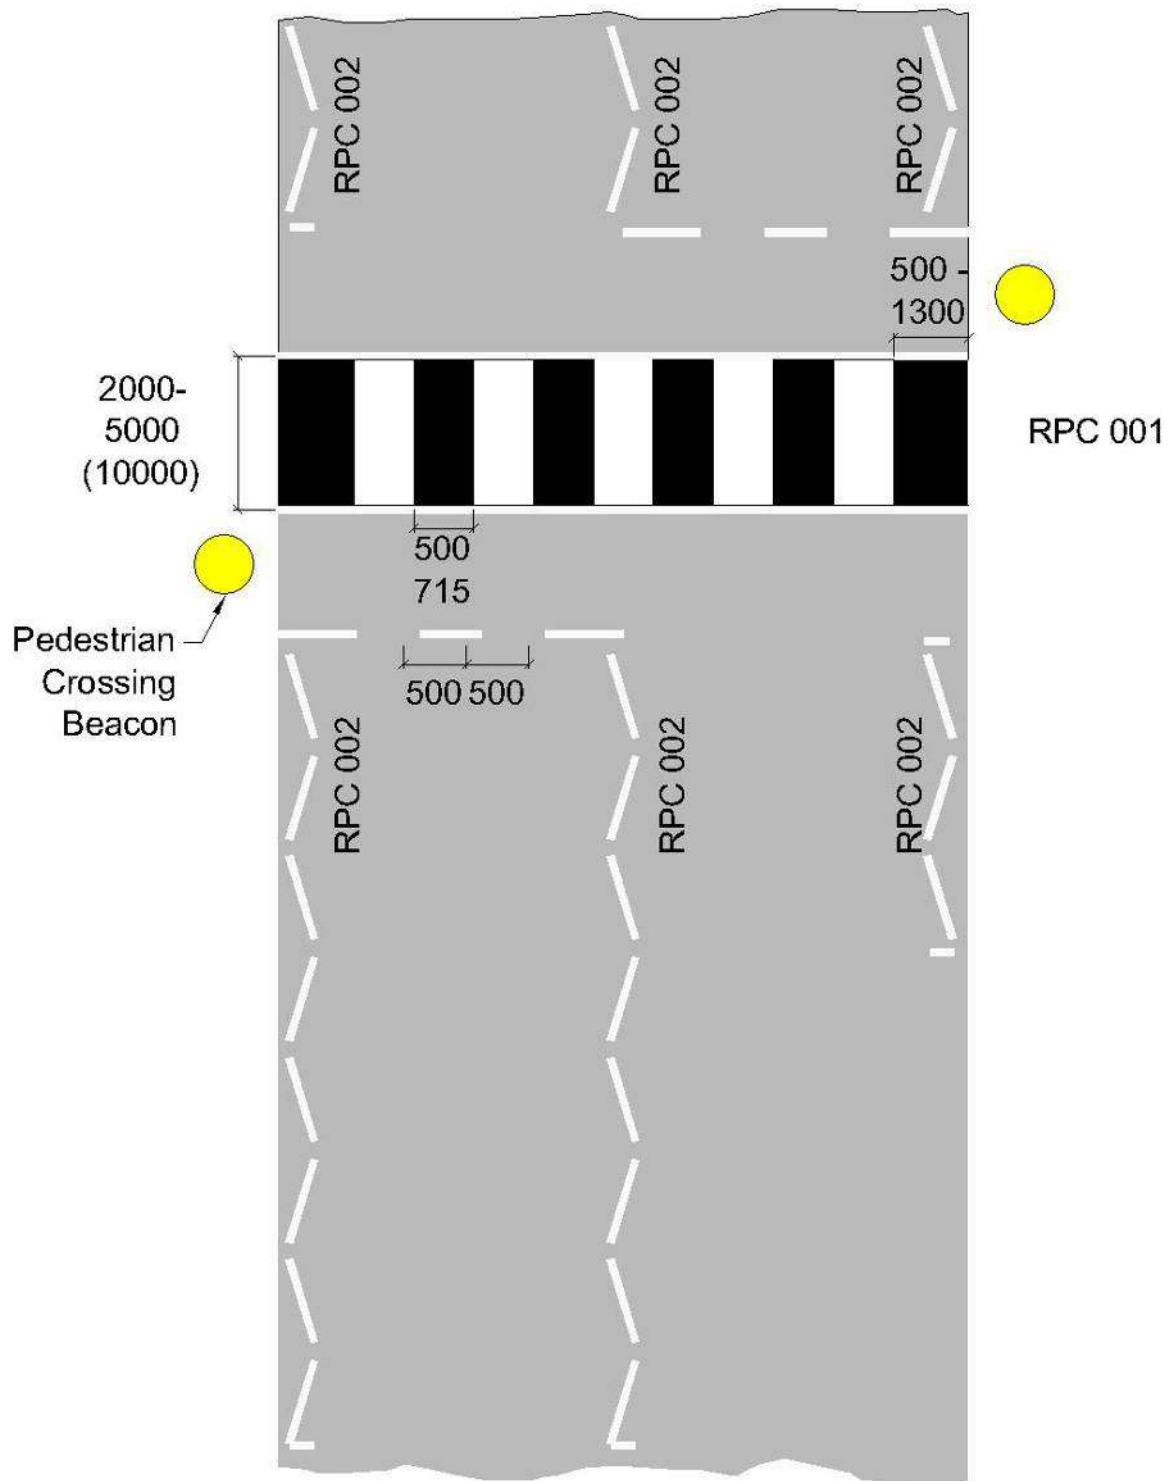 RPC 002
RPC 002
RPC 002
500 -
1300
2000-
5000
(10000)
RPC 001
500
715
Pedestrian
Crossing
Beacon
500 500
RPC 002
RPC 002
RPC 002